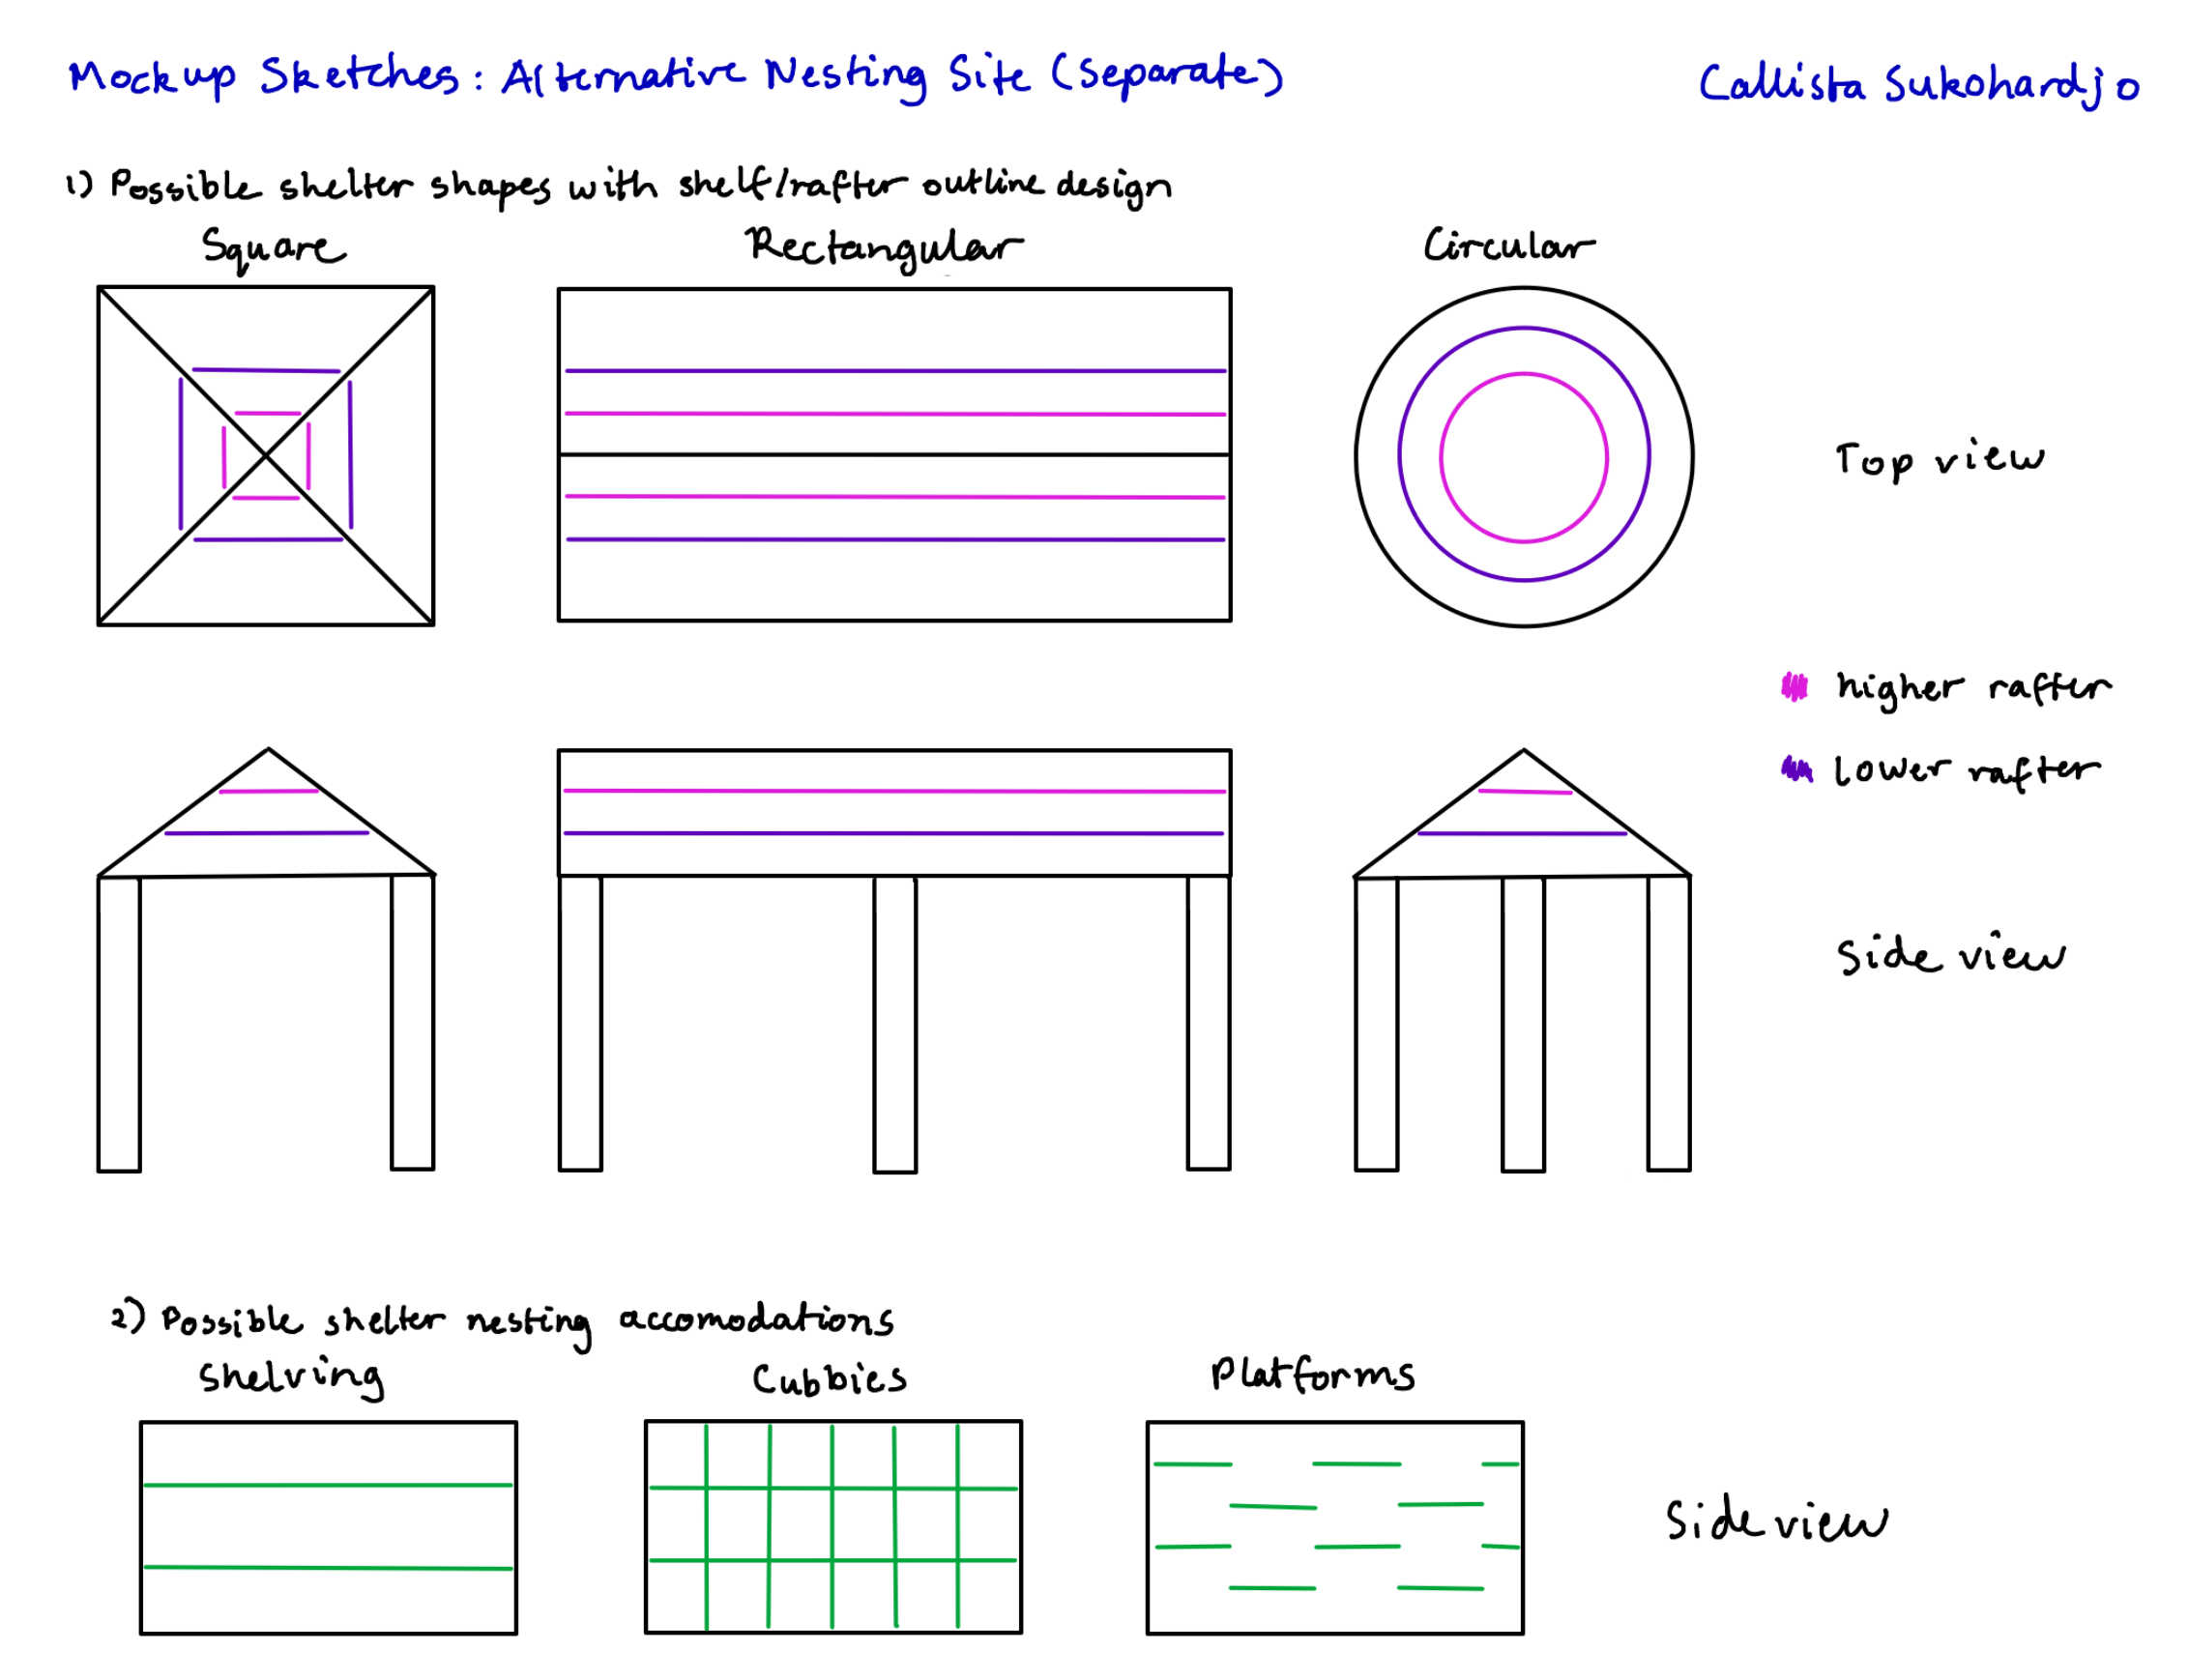 Mockup Sketches: Alternative Nesting Site (Separate)
Callista Sukohardjo
1) Possible shelter shapes with shelf/rafter outline design
Square
Rectangular
Circular
Top view
higher rafter
lower rafter
Side view
2) Possible shelter nesting accomodations
Shelving
Cubbies
Platforms
Side view